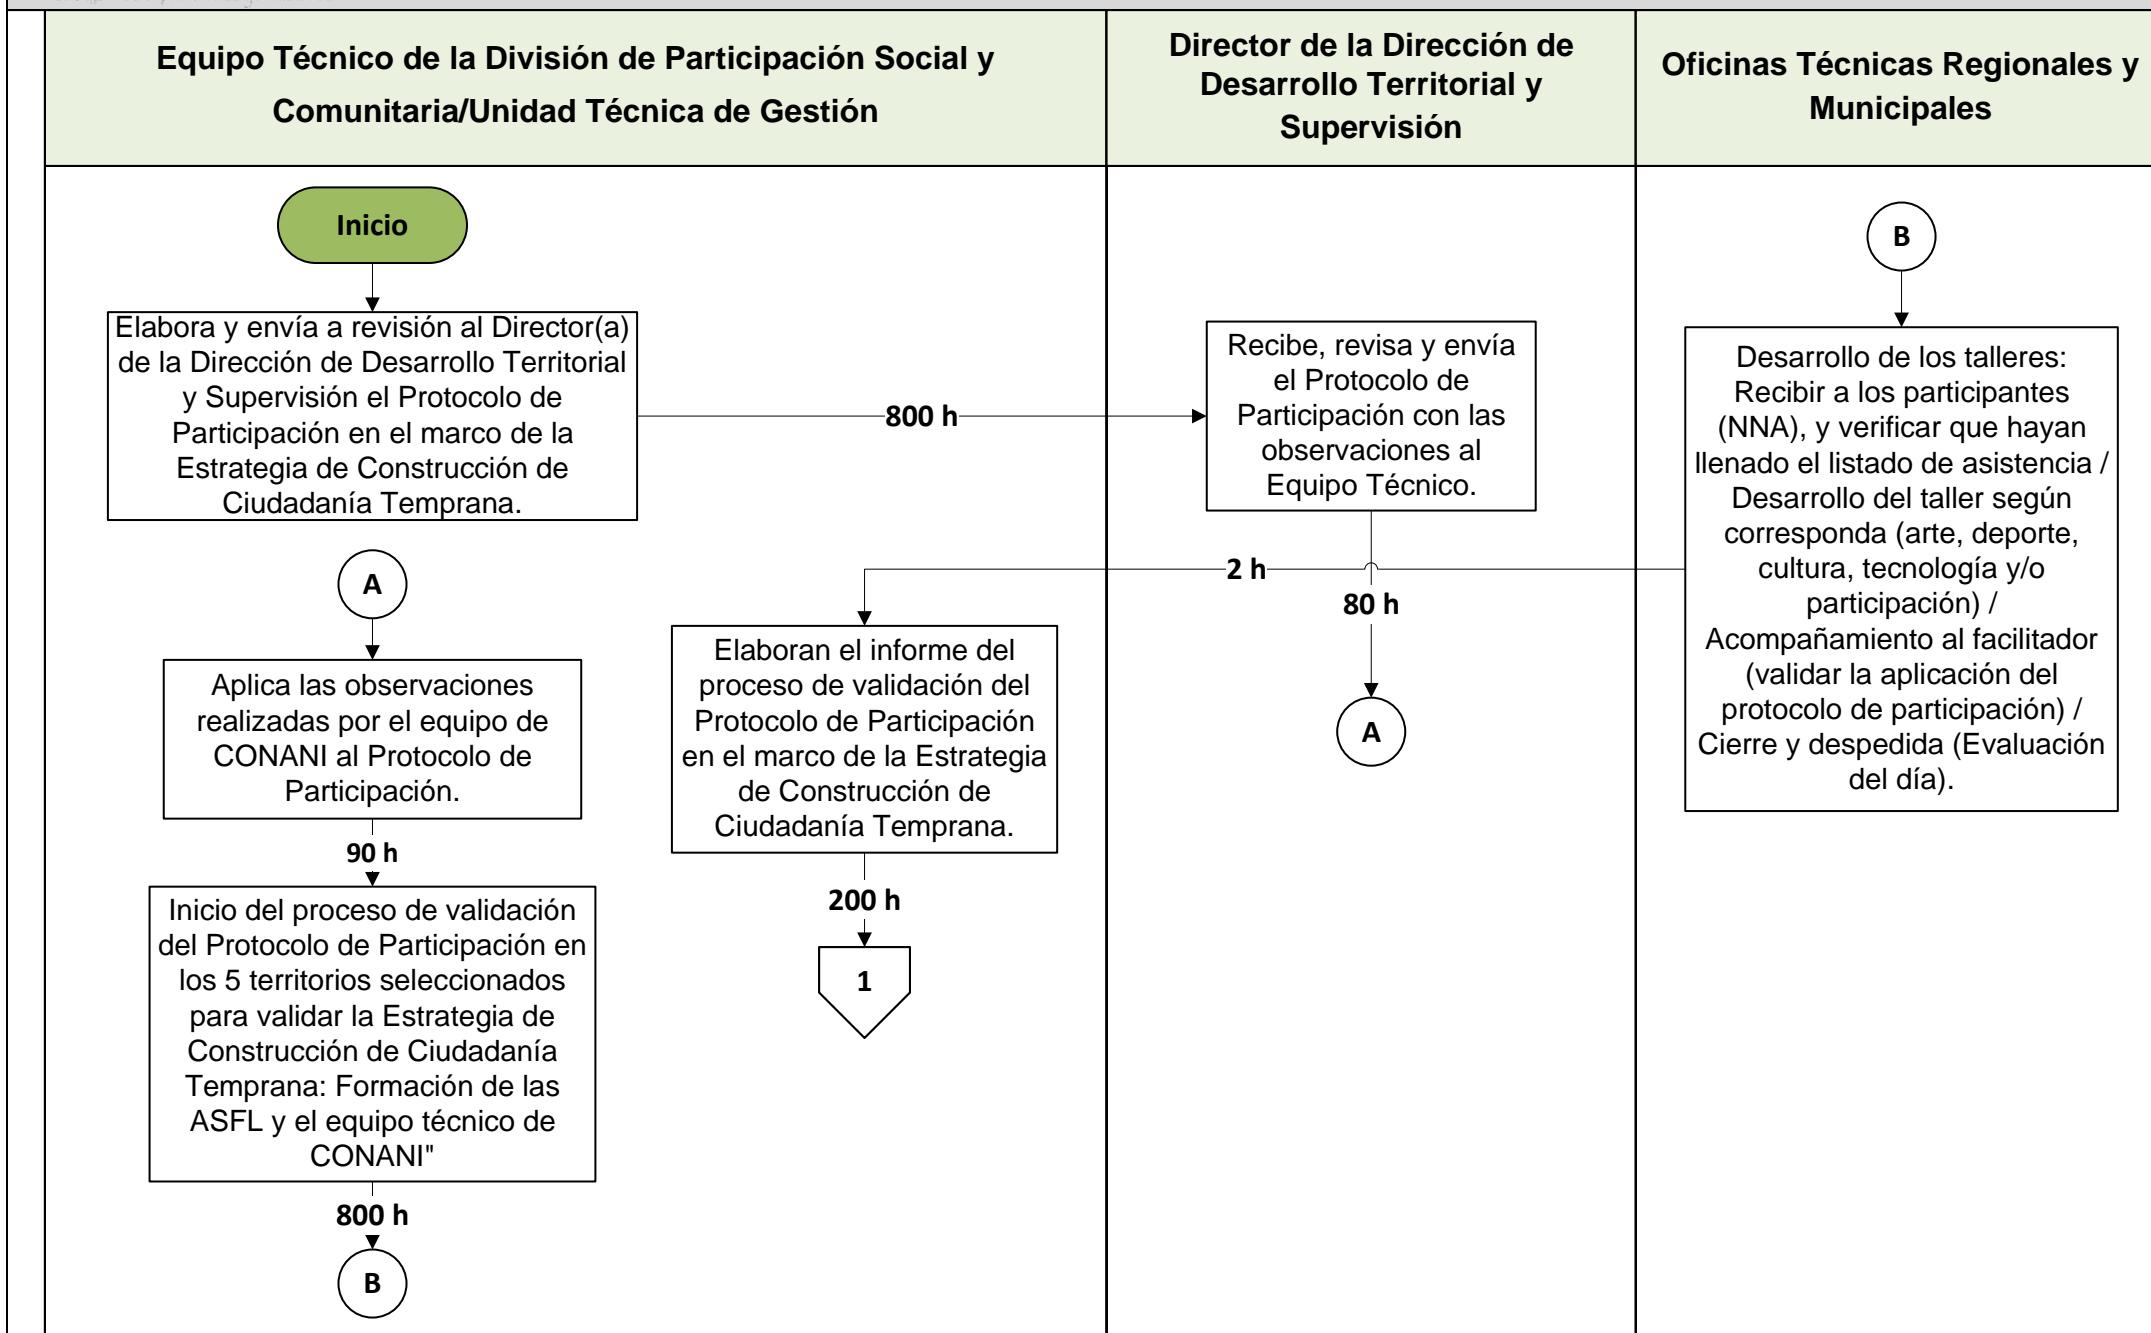 Equipo Técnico de la División de Participación Social y
Comunitaria/Unidad Técnica de Gestión
Director de la Dirección de
Desarrollo Territorial y
Supervisión
Oficinas Técnicas Regionales y
Municipales
Inicio
Elabora y envía a revisión al Director(a)
de la Dirección de Desarrollo Territorial
y Supervisión el Protocolo de
Participación en el marco de la
Estrategia de Construcción de
Ciudadanía Temprana.
800 h
Recibe, revisa y envía
el Protocolo de
Participación con las
observaciones al
Equipo Técnico.
80 h
A
A
Aplica las observaciones
realizadas por el equipo de
CONANI al Protocolo de
Participación.
90 h
Inicio del proceso de validación
del Protocolo de Participación en
los 5 territorios seleccionados
para validar la Estrategia de
Construcción de Ciudadanía
Temprana: Formación de las
ASFL y el equipo técnico de
CONANI"
800 h
B
B
Desarrollo de los talleres:
Recibir a los participantes
(NNA), y verificar que hayan
llenado el listado de asistencia /
Desarrollo del taller según
corresponda (arte, deporte,
cultura, tecnología y/o
participación) /
Acompañamiento al facilitador
(validar la aplicación del
protocolo de participación) /
Cierre y despedida (Evaluación
del día).
2 h
Elaboran el informe del
proceso de validación del
Protocolo de Participación
en el marco de la Estrategia
de Construcción de
Ciudadanía Temprana.
200 h
1